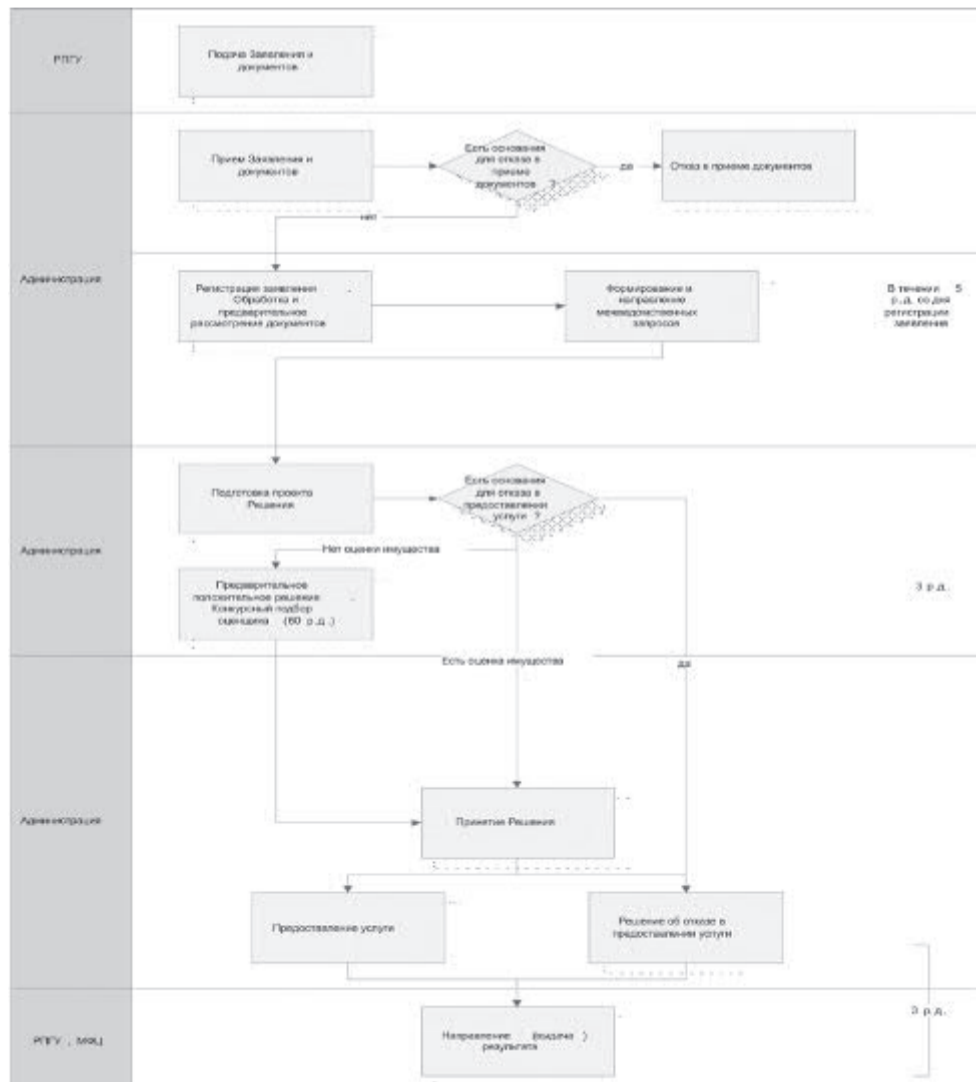 РПГУ
Подача Заявления и
документов
Администрация
Прием Заявления и
документов
Есть основания
для отказа в
приеме
документов ?
да
Отказ в приеме документов
нет
Регистрация заявления
Обработка и
предварительное
рассмотрение документов
Формирование и
направление
межведомственных
запросов
В течении 5
р.д. со дня
регистрации
заявления
Администрация
Подготовка проекта
Решения
Есть основания
для отказа в
предоставлении
услуги ?
Нет оценки имущества
Предварительное
положительное решение.
Конкурсный подбор
оценщика (60 р.д.)
3 р.д.
Есть оценка имущества
да
Администрация
Принятие Решения
Предоставление услуги
Решение об отказе в
предоставлении услуги
3 р.д.
РПГУ , МФЦ
Направление (выдача )
результата